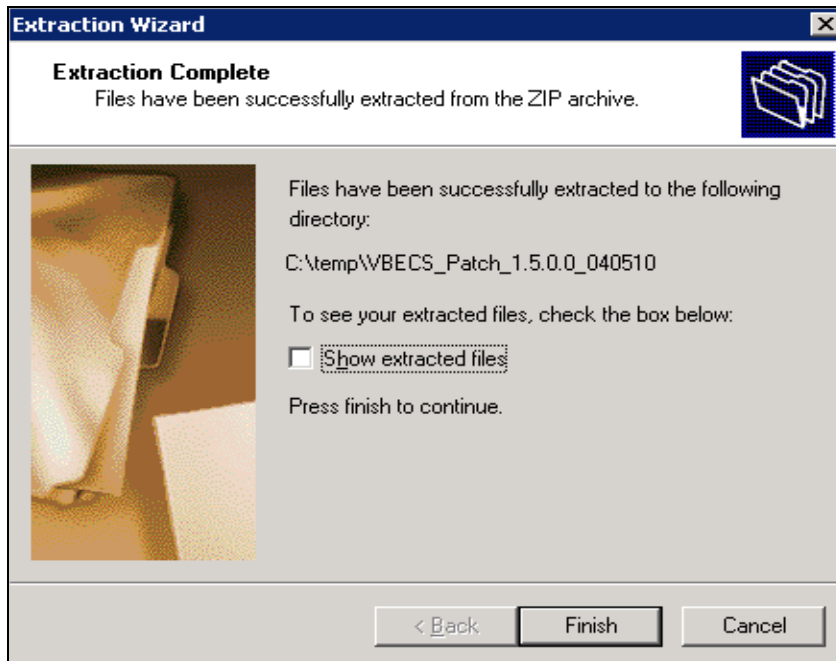 Extraction Wizard
Extraction Complete
Files have been successfully extracted from the ZIP archive.
Files have been successfully extracted to the following
directory:
C:\temp\VBECS_Patch_1.5.0.0_040510
To see your extracted files, check the box below:
Show extracted files
Press finish to continue.
< Back Finish Cancel